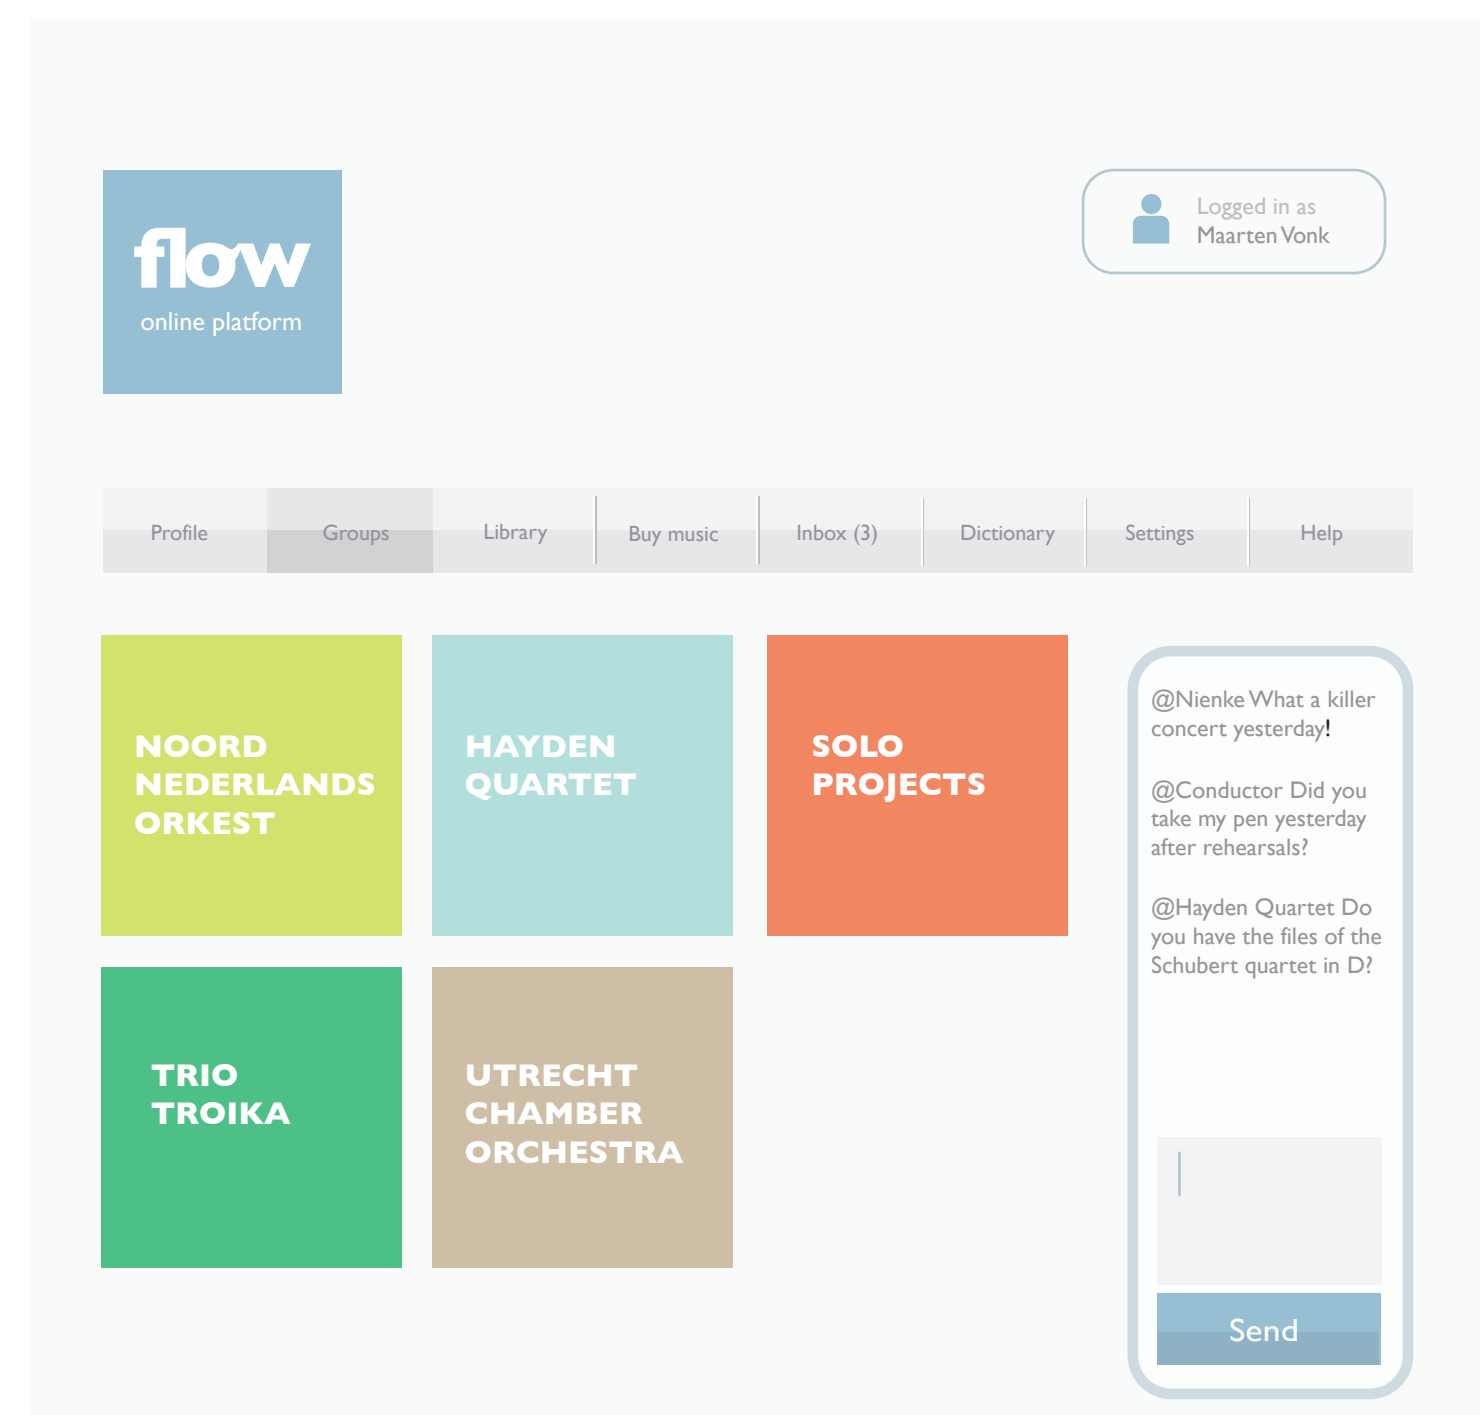 flow
online platform
Logged in as
Maarten Vonk
Profile
Groups
Library
Buy music
Inbox (3)
Dictionary
Settings
Help
NOORD
NEDERLANDS
ORKEST
HAYDEN
QUARTET
SOLO
PROJECTS
TRIO
TROIKA
UTRECHT
CHAMBER
ORCHESTRA
@Nienke What a killer
concert yesterday!
@Conductor Did you
take my pen yesterday
after rehearsals?
@Hayden Quartet Do
you have the files of the
Schubert quartet in D?
Send